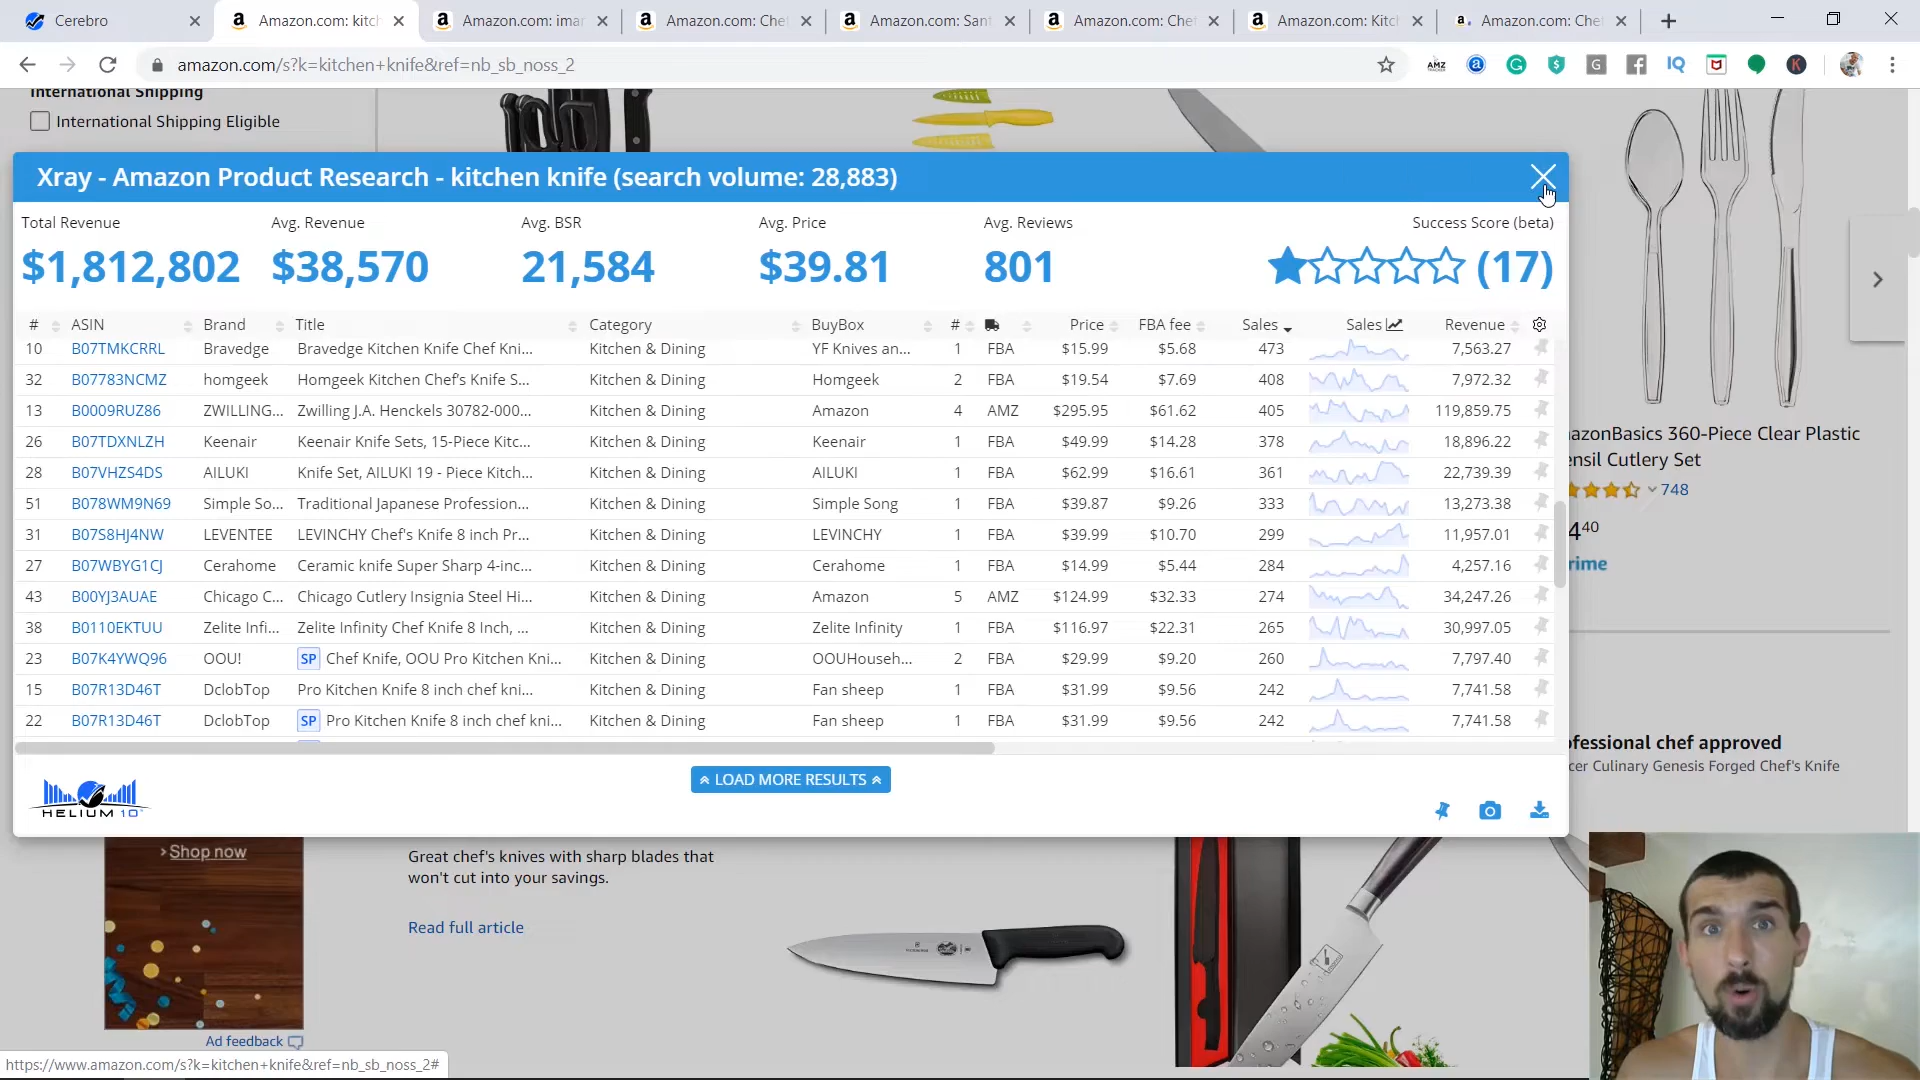 Cerebro
Amazon.com: kitch
Amazon.com: imar
Amazon.com: Che
Amazon.com: Sant
Amazon.com: Che
Amazon.com: Kitch
Amazon.com: Che
amazon.com/s?k=kitchen+knife&ref=nb_sb_noss_2
International Shipping
International Shipping Eligible
Xray - Amazon Product Research - kitchen knife (search volume: 28,883)
Total Revenue Avg. Revenue Avg. BSR Avg. Price Avg. Reviews Success Score (beta)
$1,812,802 $38,570 21,584 $39.81 801 (17)
# ASIN Brand Title Category BuyBox # Price FBA fee Sales Sales Revenue
10 B07TMKCRRL Bravedge Bravedge Kitchen Knife Chef Kni... Kitchen & Dining YF Knives an... 1 FBA $15.99 $5.68 473 7,563.27
32 B07783NCMZ homgeek Homgeek Kitchen Chef's Knife S... Kitchen & Dining Homgeek 2 FBA $19.54 $7.69 408 7,972.32
13 B0009RUZ86 ZWILLING... Zwilling J.A. Henckels 30782-000... Kitchen & Dining Amazon 4 AMZ $295.95 $61.62 405 119,859.75
26 B07TDXNLZH Keenair Keenair Knife Sets, 15-Piece Kitc... Kitchen & Dining Keenair 1 FBA $49.99 $14.28 378 18,896.22
28 B07VHZS4DS AILUKI Knife Set, AILUKI 19 - Piece Kitch... Kitchen & Dining AILUKI 1 FBA $62.99 $16.61 361 22,739.39
51 B078WM9N69 Simple So... Traditional Japanese Profession... Kitchen & Dining Simple Song 1 FBA $39.87 $9.26 333 13,273.38
31 B07S8HJ4NW LEVENTEE LEVINCHY Chef's Knife 8 inch Pr... Kitchen & Dining LEVINCHY 1 FBA $39.99 $10.70 299 11,957.01
27 B07WBYG1CJ Cerahome Ceramic knife Super Sharp 4-inc... Kitchen & Dining Cerahome 1 FBA $14.99 $5.44 284 4,257.16
43 B00YJ3AUAE Chicago C... Chicago Cutlery Insignia Steel Hi... Kitchen & Dining Amazon 5 AMZ $124.99 $32.33 274 34,247.26
38 B0110EKTUU Zelite Infi... Zelite Infinity Chef Knife 8 Inch, ... Kitchen & Dining Zelite Infinity 1 FBA $116.97 $22.31 265 30,997.05
23 B07K4YWQ96 OOU! SP Chef Knife, OOU Pro Kitchen Kni... Kitchen & Dining OOUHouseh... 2 FBA $29.99 $9.20 260 7,797.40
15 B07R13D46T DclobTop Pro Kitchen Knife 8 inch chef kni... Kitchen & Dining Fan sheep 1 FBA $31.99 $9.56 242 7,741.58
22 B07R13D46T DclobTop SP Pro Kitchen Knife 8 inch chef kni... Kitchen & Dining Fan sheep 1 FBA $31.99 $9.56 242 7,741.58
HELIUM 10
LOAD MORE RESULTS
azonBasics 360-Piece Clear Plastic
ensil Cutlery Set
748
4 40
rime
ofessional chef approved
cer Culinary Genesis Forged Chef's Knife
Shop now
Great chef's knives with sharp blades that
won't cut into your savings.
Read full article
Ad feedback
https://www.amazon.com/s?k=kitchen+knife&ref=nb_sb_noss_2#